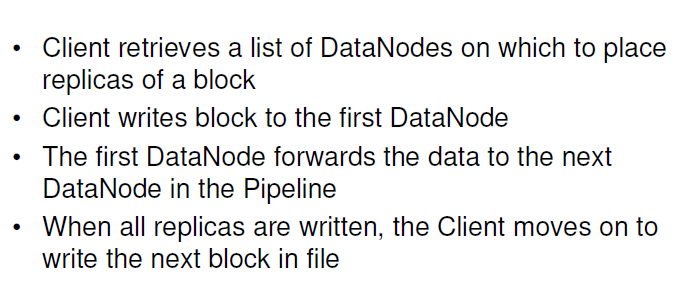 • Client retrieves a list of DataNodes on which to place
replicas of a block
• Client writes block to the first DataNode
• The first DataNode forwards the data to the next
DataNode in the Pipeline
• When all replicas are written, the Client moves on to
write the next block in file